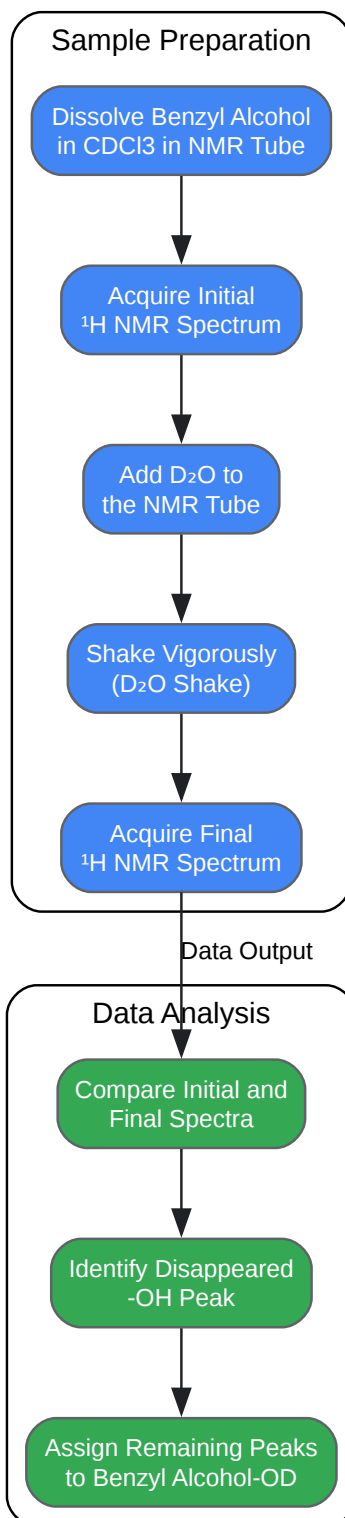 Sample Preparation
Dissolve Benzyl Alcohol
in CDCl3 in NMR Tube
Acquire Initial
¹H NMR Spectrum
Add D₂O to
the NMR Tube
Shake Vigorously
(D₂O Shake)
Acquire Final
¹H NMR Spectrum
Data Output
Data Analysis
Compare Initial and
Final Spectra
Identify Disappeared
-OH Peak
Assign Remaining Peaks
to Benzyl Alcohol-OD